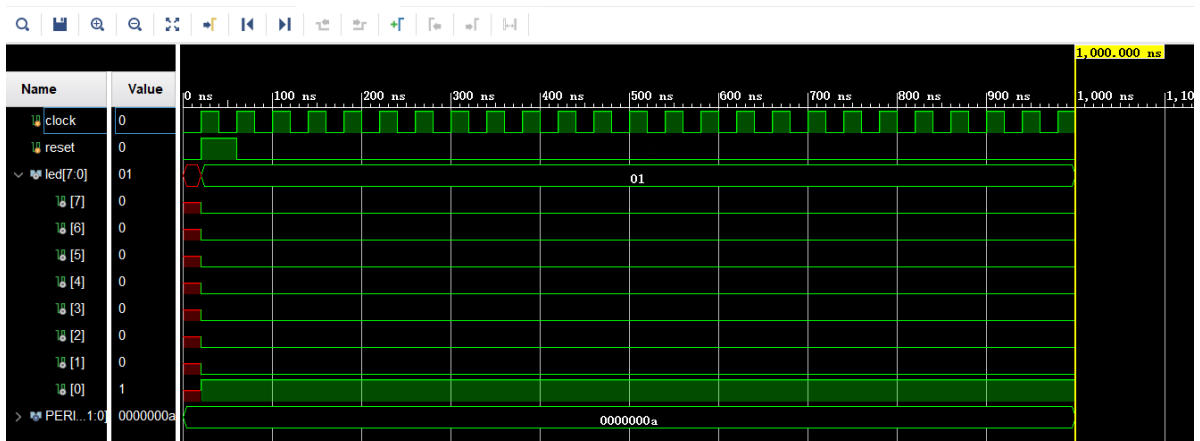 1,000.000 ns
Name Value 0 ns 100 ns 200 ns 300 ns 400 ns 500 ns 600 ns 700 ns 800 ns 900 ns 1,000 ns 1,10
clock 0
reset 0
led[7:0] 01 01
[7] 0
[6] 0
[5] 0
[4] 0
[3] 0
[2] 0
[1] 0
[0] 1
PERI...1:0] 0000000a 0000000a